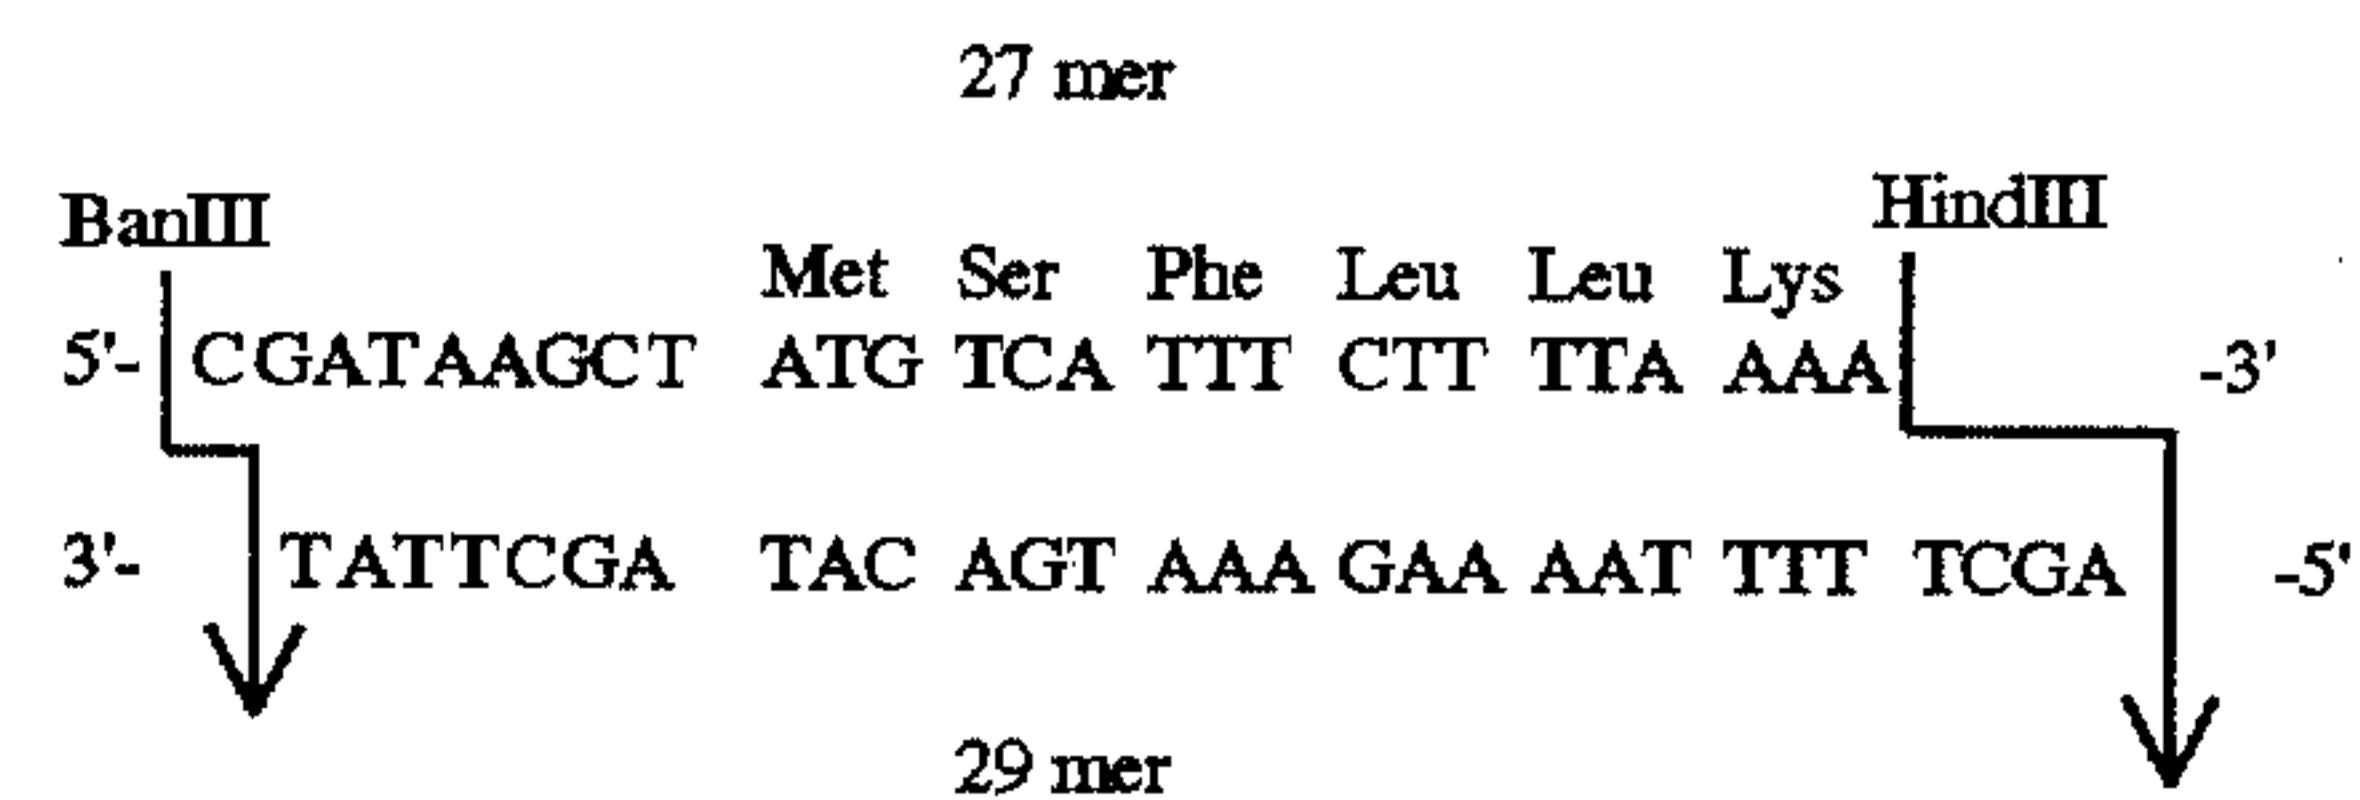 27 mer
BanIII HindIII
Met Ser Phe Leu Leu Lys
5'- CGATAAGCT ATG TCA TTT CTT TTA AAA -3'
3'- TATTCGA TAC AGT AAA GAA AAT TTT TCGA -5'
29 mer